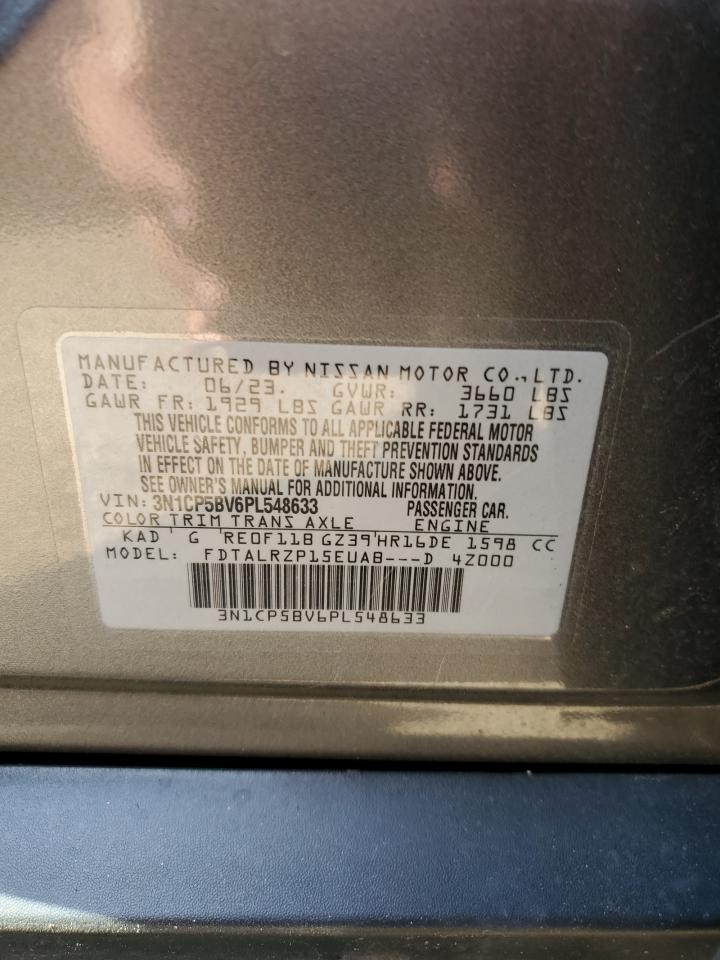 MANUFACTURED BY NISSAN MOTOR CO., LTD.
DATE: 06/23. GVWR: 3660 LBS
GAWR FR: 1929 LBS GAWR RR: 1731 LBS
THIS VEHICLE CONFORMS TO ALL APPLICABLE FEDERAL MOTOR
VEHICLE SAFETY, BUMPER AND THEFT PREVENTION STANDARDS
IN EFFECT ON THE DATE OF MANUFACTURE SHOWN ABOVE.
SEE OWNER'S MANUAL FOR ADDITIONAL INFORMATION
VIN: 3N1CP5BV6PL548633 PASSENGER CAR.
COLOR TRIM TRANS AXLE ENGINE
KAD G RE0F11B GZ39 HR16DE 1598 CC
MODEL: FDTALRZP15EUAB---D 4Z000
3N1CP5BV6PL548633